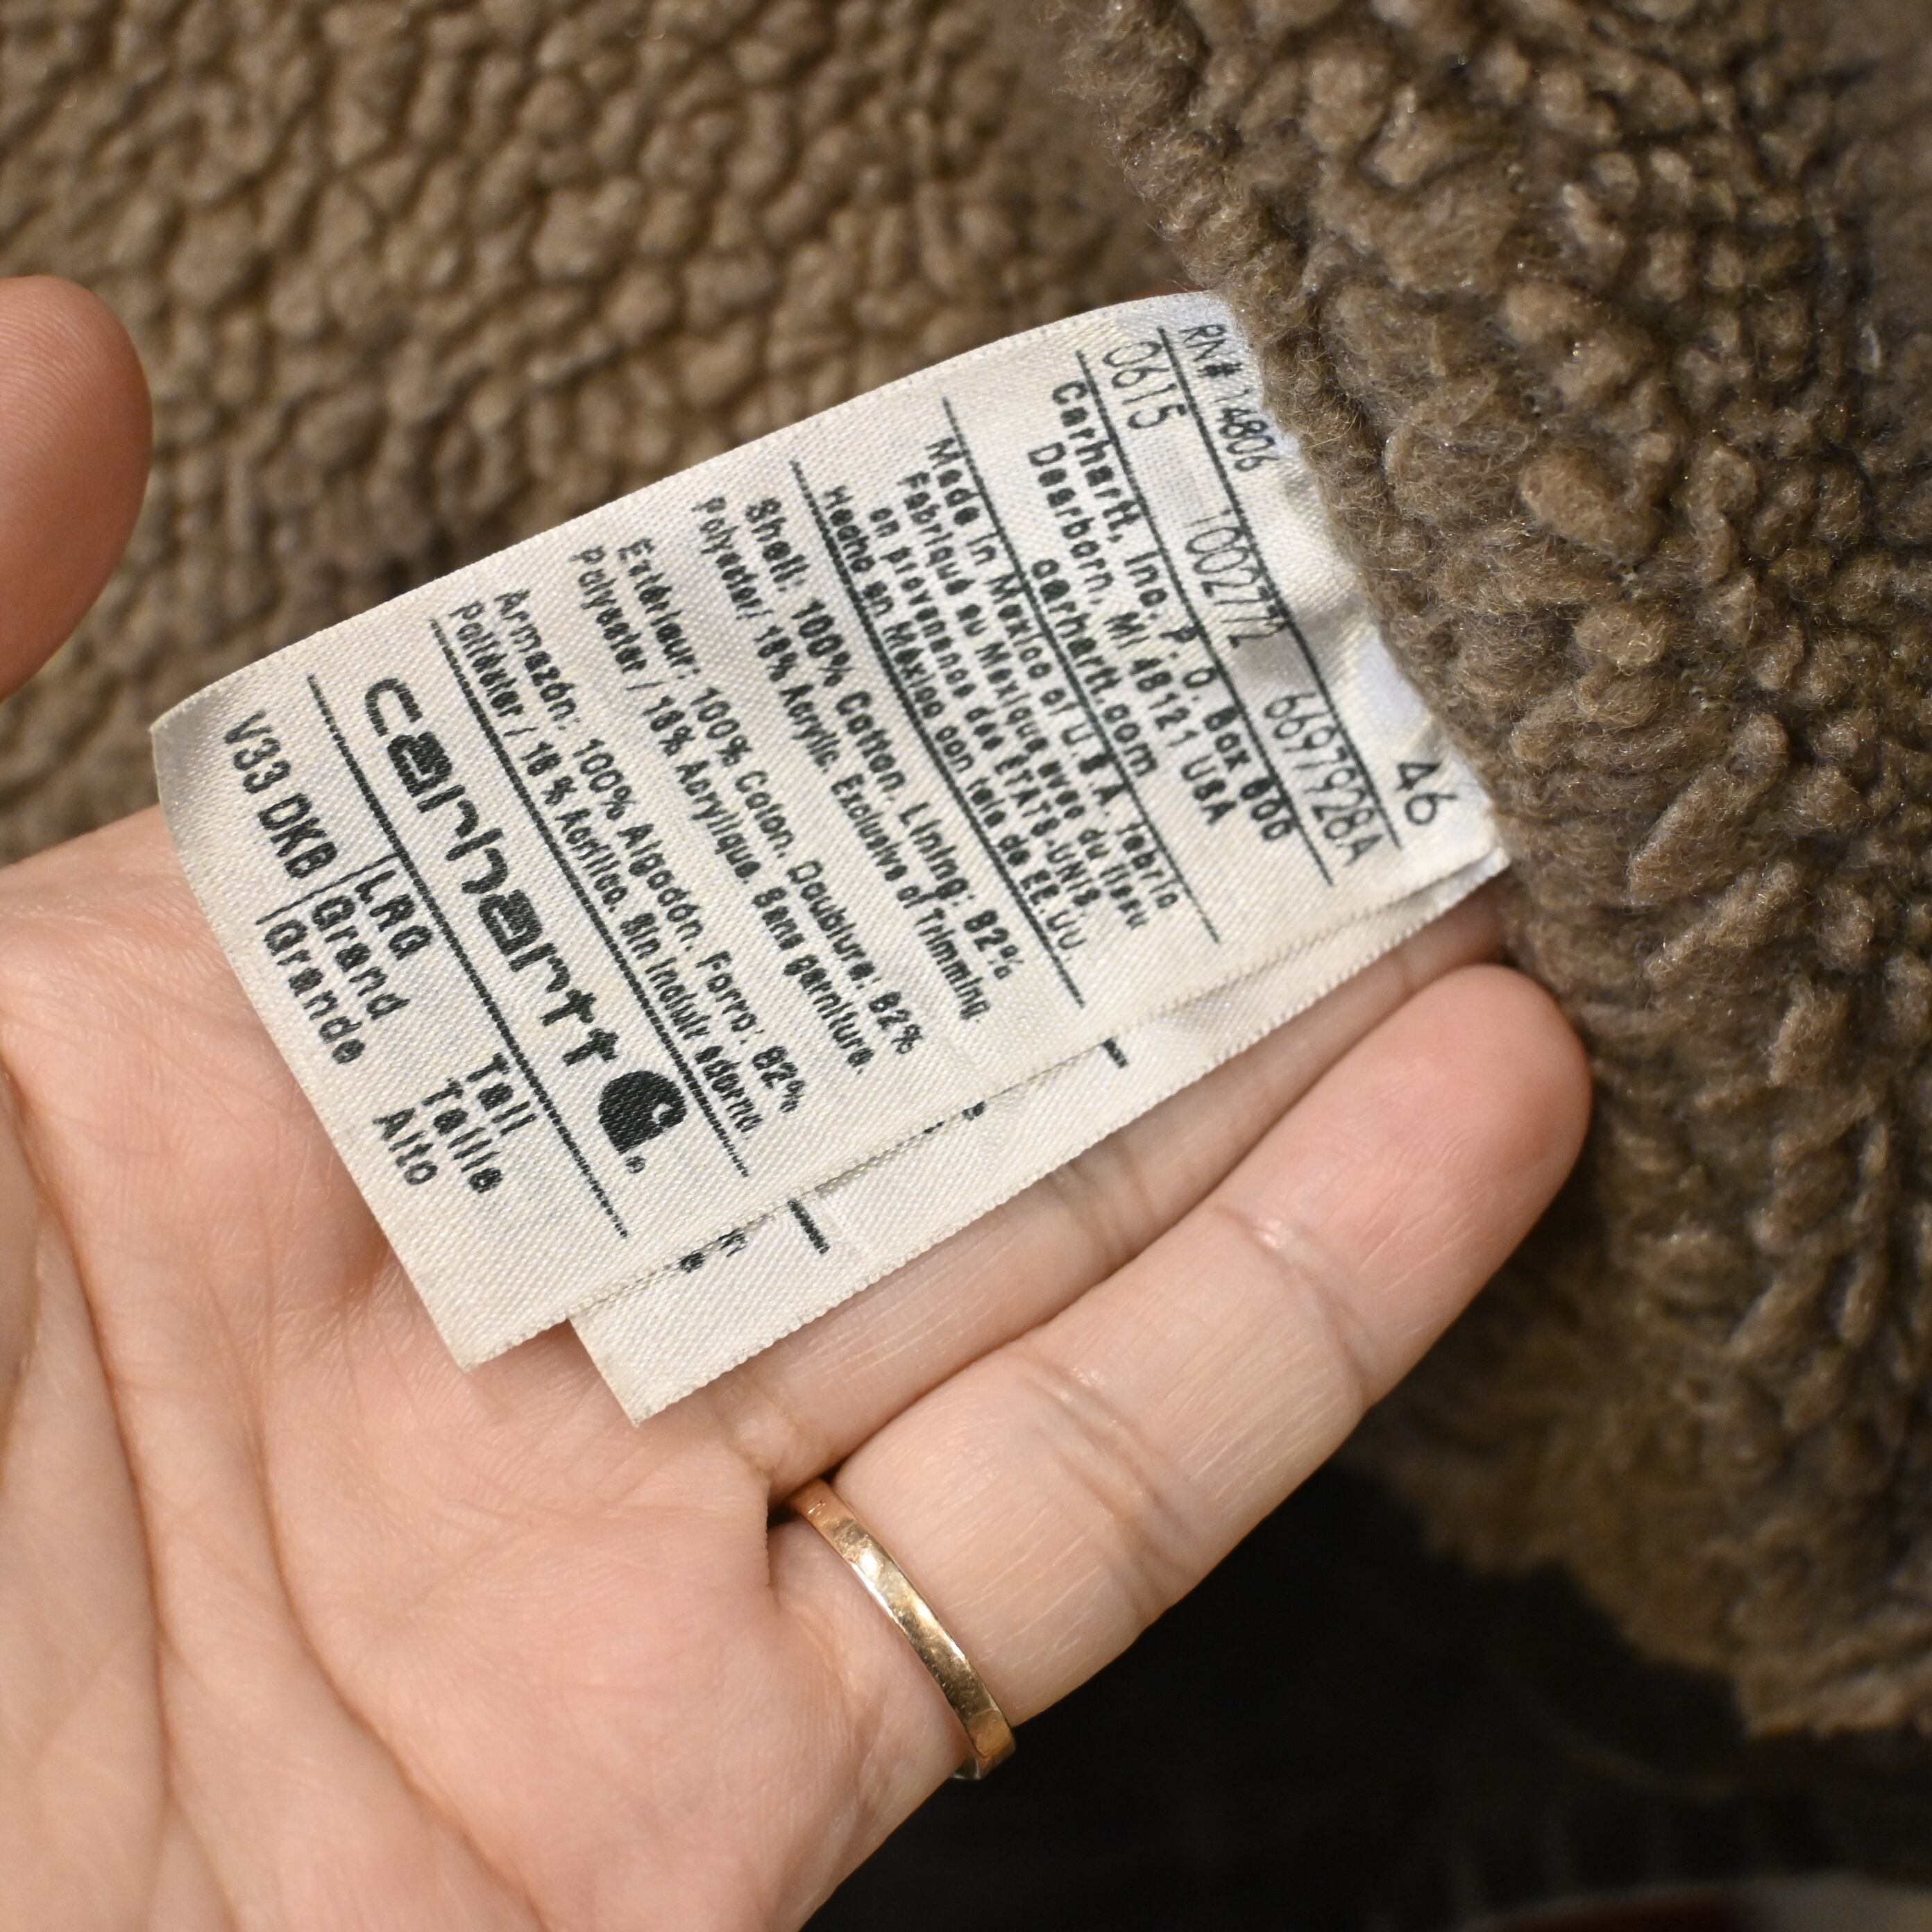 V33 DKB LRG Tall
Grand Taille
Grande Alto
carhartt
Armazón: 100% Algodón. Forro: 82%
Poliéster / 18% Acrílico. Sin incluir adorno.
Extérieur: 100% Coton. Doublure: 82%
Polyester / 18% Acrylique. Sans garniture.
Shell: 100% Cotton. Lining: 82%
Polyester/ 18% Acrylic. Exclusive of Trimming.
Made in Mexico of U.S.A. fabric
Fabriqué au Mexique avec du tissu
en provenance des ÉTATS-UNIS.
Hecho en México con tela de EE.UU
Carhartt, Inc. P. O. Box 600
Dearborn, MI 48121 USA
carhartt.com
0615 1002772 6697928A
RN# 14806 46